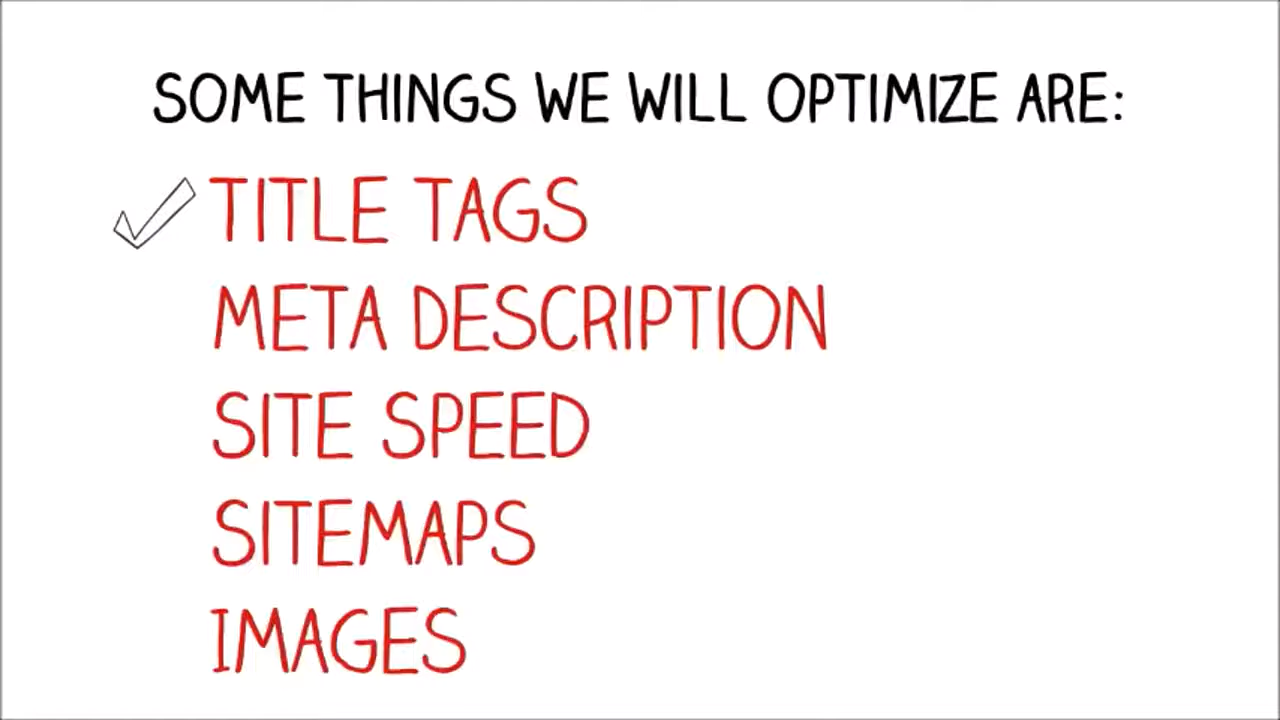 SOME THINGS WE WILL OPTIMIZE ARE:
TITLE TAGS
META DESCRIPTION
SITE SPEED
SITEMAPS
IMAGES